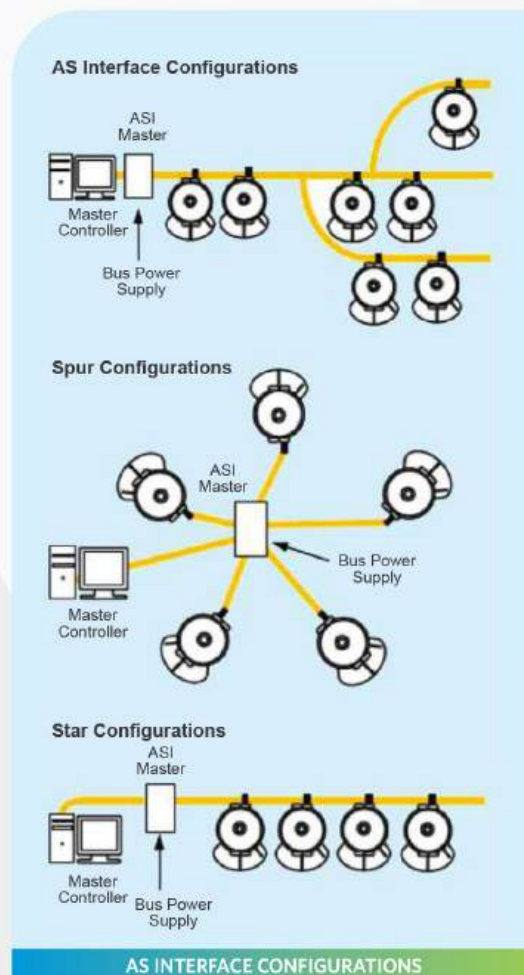 AS Interface Configurations
ASI
Master
Master
Controller
Bus Power
Supply
Spur Configurations
ASI
Master
Bus Power
Supply
Master
Controller
Star Configurations
ASI
Master
Master
Controller
Bus Power
Supply
AS INTERFACE CONFIGURATIONS